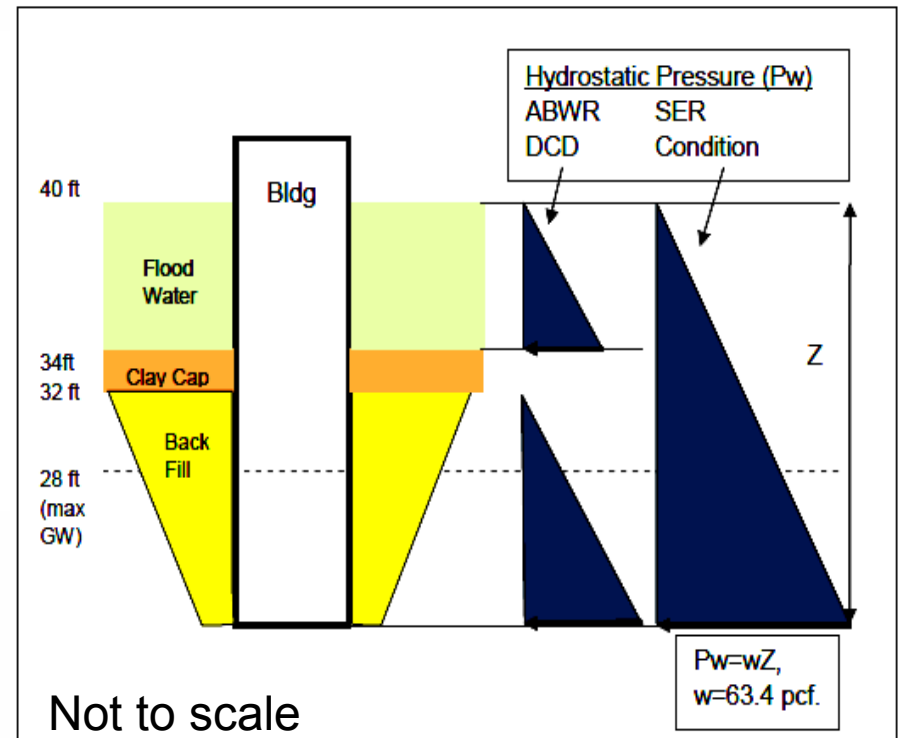 Hydrostatic Pressure (Pw)
ABWR SER
DCD Condition
40 ft
Bldg
Flood
Water
34ft
Clay Cap
32 ft
Z
Back
Fill
28 ft
(max
GW)
Pw=wZ,
w=63.4 pcf.
Not to scale